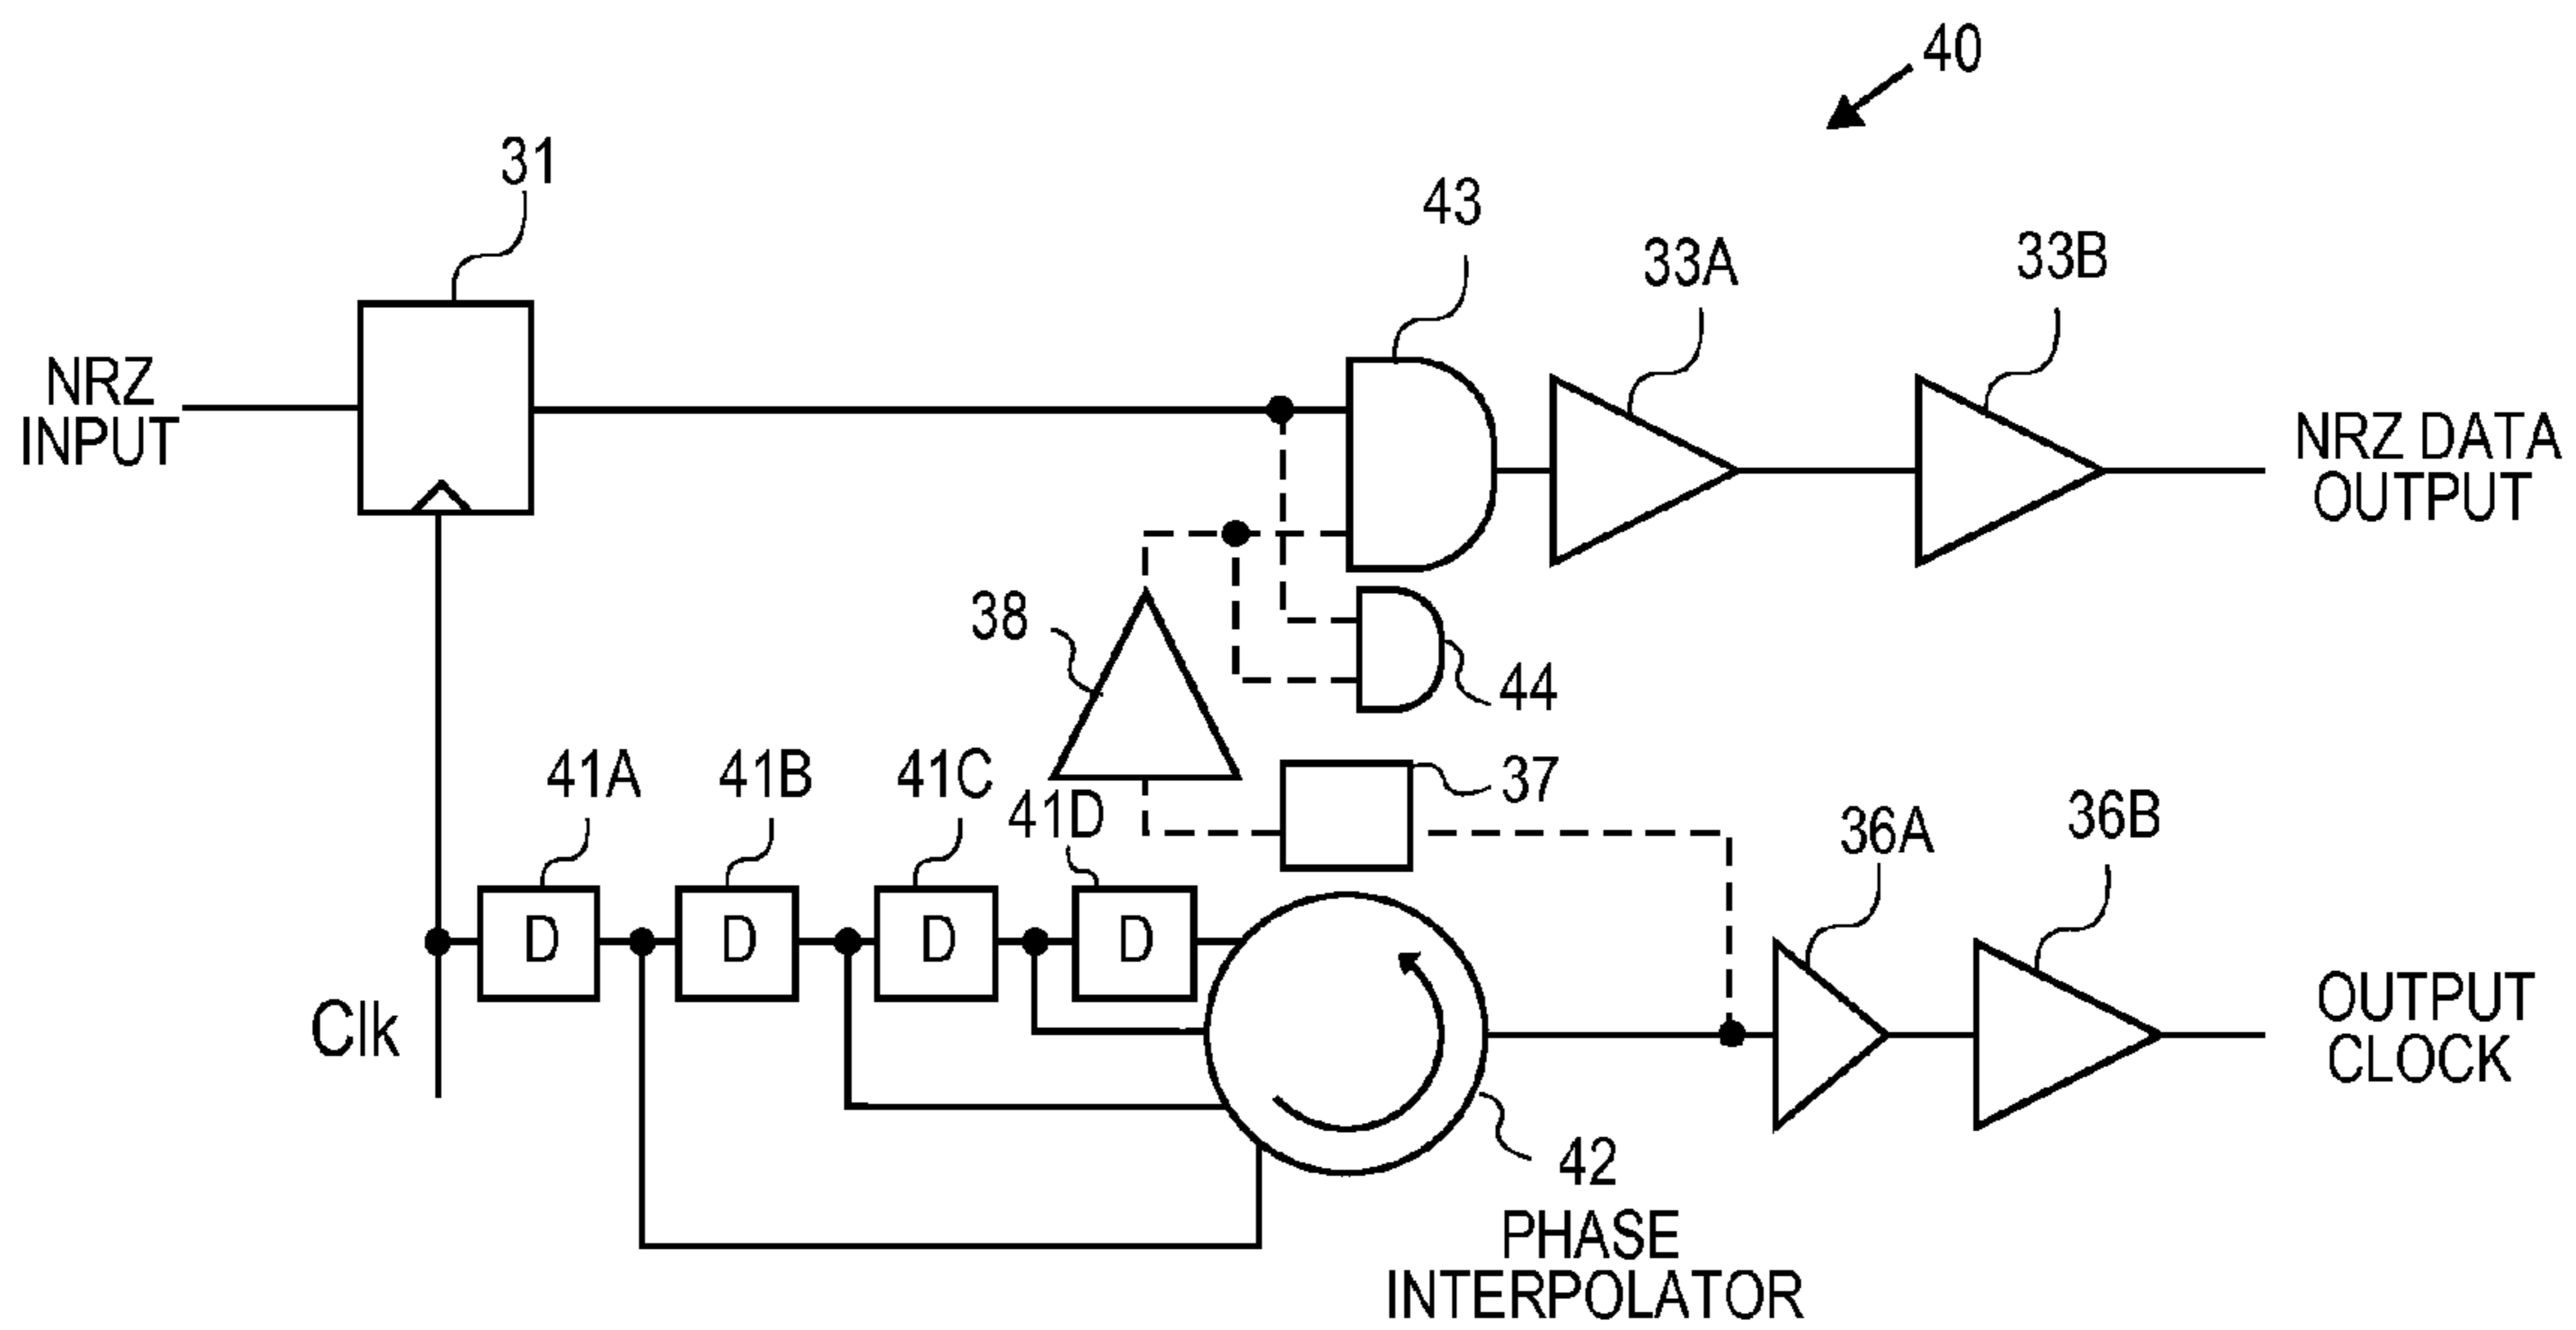 40
31
43
33A
33B
NRZ
INPUT
NRZ DATA
OUTPUT
38
44
41A
41B
41C
41D
37
36A
36B
D
D
D
D
Clk
OUTPUT
CLOCK
42
PHASE
INTERPOLATOR